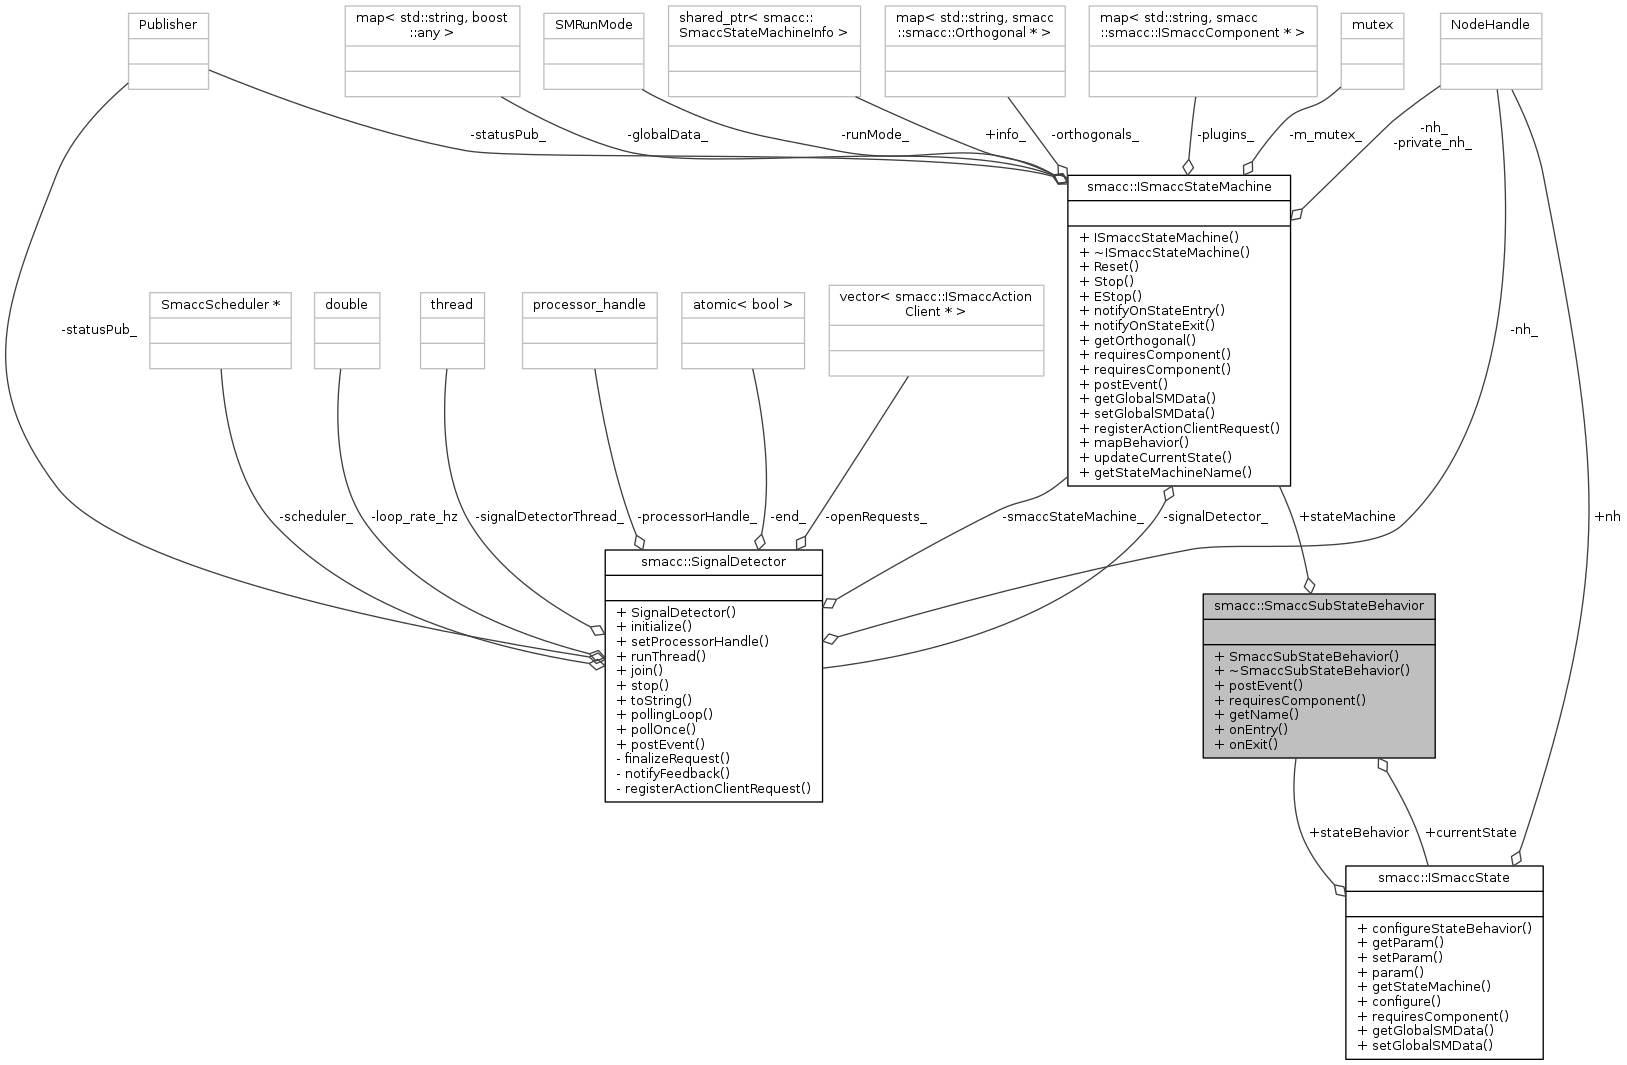 Publisher
map< std::string, boost
::any >
SMRunMode
shared_ptr< smacc::
SmaccStateMachineInfo >
map< std::string, smacc
::smacc::Orthogonal * >
map< std::string, smacc
::smacc::ISmaccComponent * >
mutex
NodeHandle
-statusPub_
-globalData_
-runMode_
+info_
-orthogonals_
-plugins_
-m_mutex_
-nh_
-private_nh_
smacc::ISmaccStateMachine
+ ISmaccStateMachine()
+ ~ISmaccStateMachine()
+ Reset()
+ Stop()
+ EStop()
+ notifyOnStateEntry()
+ notifyOnStateExit()
+ getOrthogonal()
+ requiresComponent()
+ requiresComponent()
+ postEvent()
+ getGlobalSMData()
+ setGlobalSMData()
+ registerActionClientRequest()
+ mapBehavior()
+ updateCurrentState()
+ getStateMachineName()
-statusPub_
SmaccScheduler *
double
thread
processor_handle
atomic< bool >
vector< smacc::ISmaccAction
Client * >
-nh_
-scheduler_
-loop_rate_hz
-signalDetectorThread_
-processorHandle_
-end_
-openRequests_
-smaccStateMachine_
-signalDetector_
+stateMachine
+nh
smacc::SignalDetector
+ SignalDetector()
+ initialize()
+ setProcessorHandle()
+ runThread()
+ join()
+ stop()
+ toString()
+ pollingLoop()
+ pollOnce()
+ postEvent()
- finalizeRequest()
- notifyFeedback()
- registerActionClientRequest()
smacc::SmaccSubStateBehavior
+ SmaccSubStateBehavior()
+ ~SmaccSubStateBehavior()
+ postEvent()
+ requiresComponent()
+ getName()
+ onEntry()
+ onExit()
+stateBehavior
+currentState
smacc::ISmaccState
+ configureStateBehavior()
+ getParam()
+ setParam()
+ param()
+ getStateMachine()
+ configure()
+ requiresComponent()
+ getGlobalSMData()
+ setGlobalSMData()